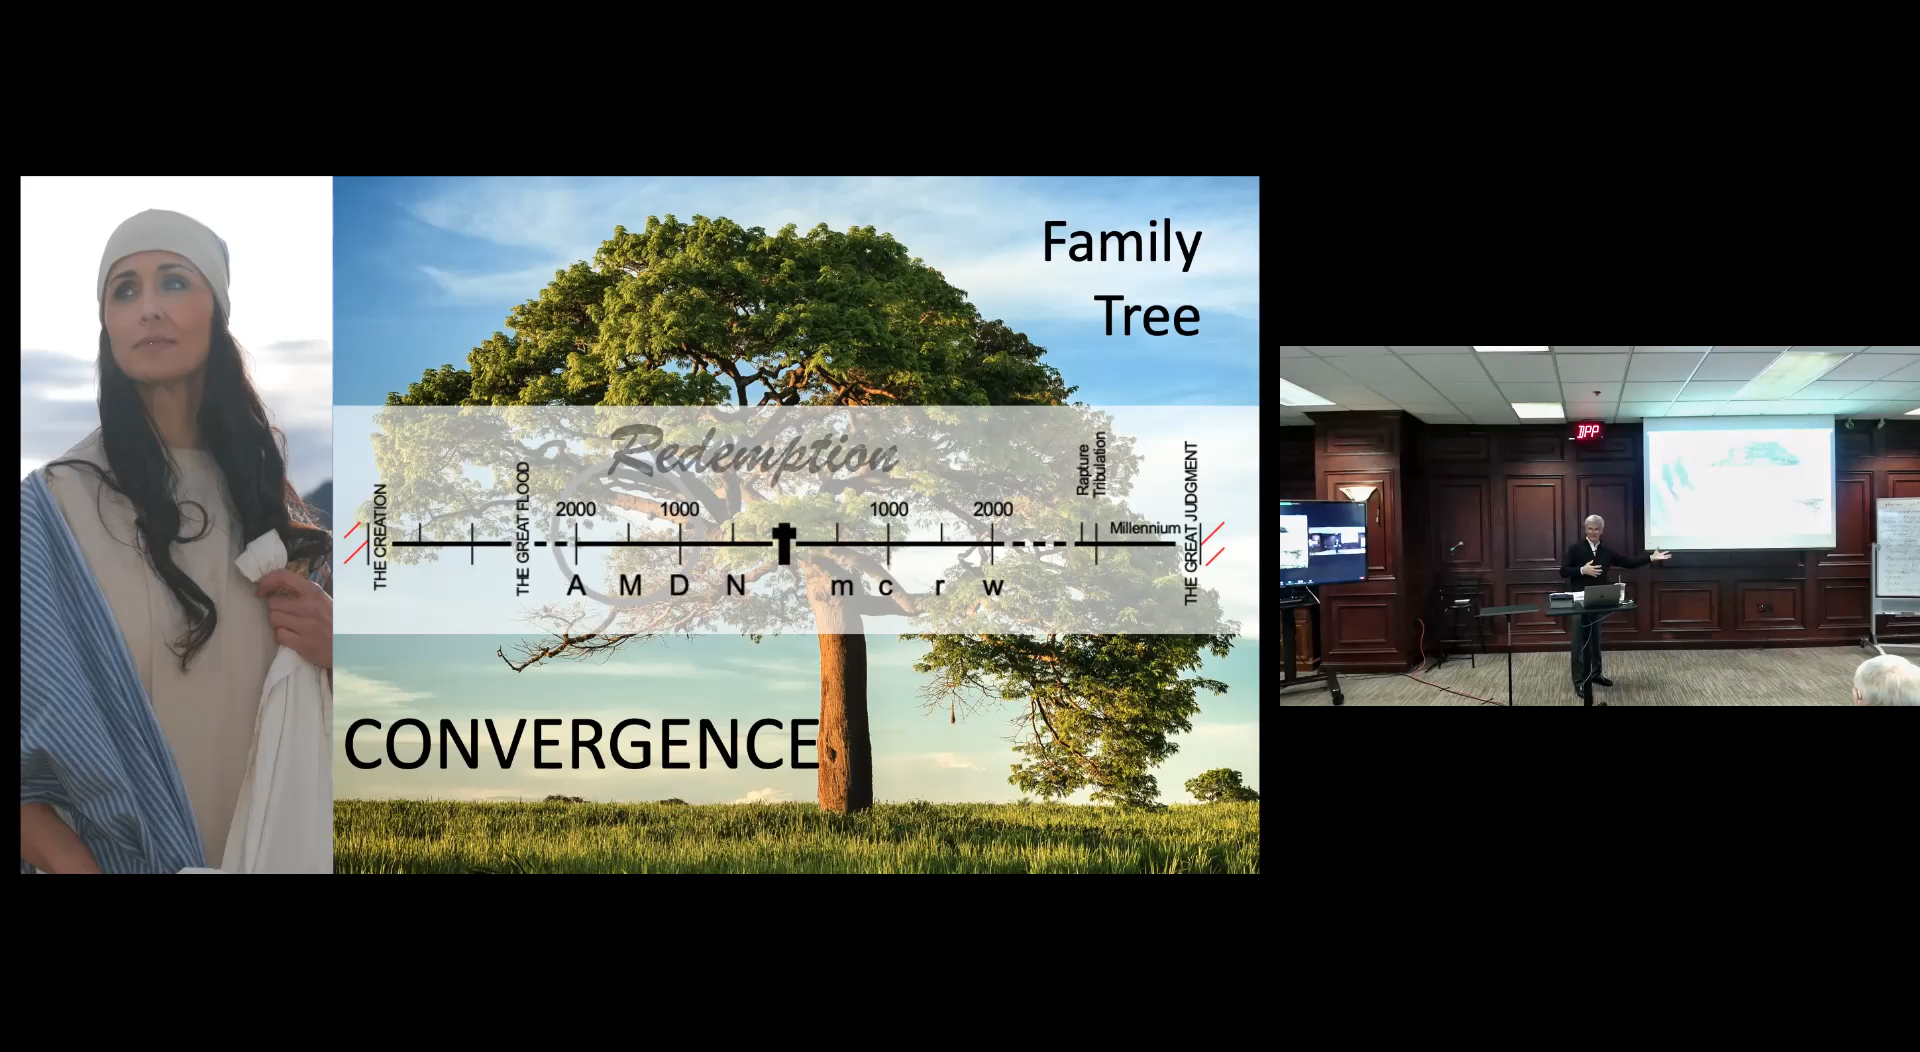 Family
Tree
Redemption
THE CREATION
THE GREAT FLOOD
2000
1000
1000
2000
Rapture
Tribulation
Millennium
THE GREAT JUDGMENT
A M D N m c r w
CONVERGENCE